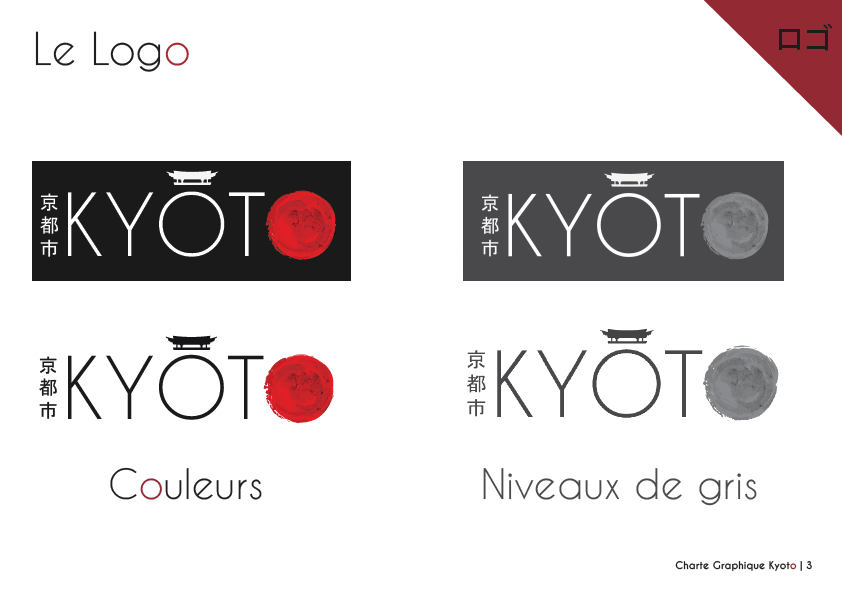 Le Logo
ロゴ
京都市
KYOTO
京都市
KYOTO
京都市
KYOTO
京都市
KYOTO
Couleurs
Niveaux de gris
Charte Graphique Kyoto | 3